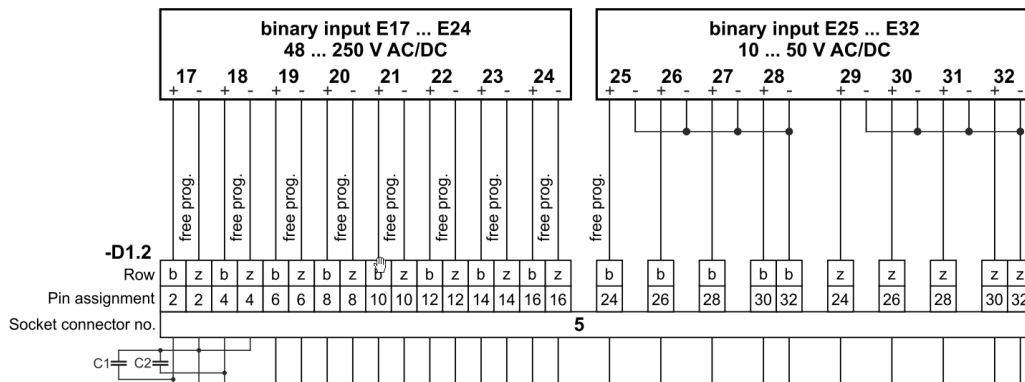 binary input E17 ... E24
48 ... 250 V AC/DC
17 18 19 20 21 22 23 24
+ - + - + - + - + - + - + - + -
binary input E25 ... E32
10 ... 50 V AC/DC
25 26 27 28 29 30 31 32
+ - + - + - + - + - + - + - + -
free prog. free prog. free prog. free prog. free prog. free prog. free prog. free prog. free prog.
-D1.2
Row b z b z b z b z b z b z b z b z b b b b b z z z z z
Pin assignment 2 2 4 4 6 6 8 8 10 10 12 12 14 14 16 16 24 26 28 30 32 24 26 28 30 32
Socket connector no. 5
C1 C2